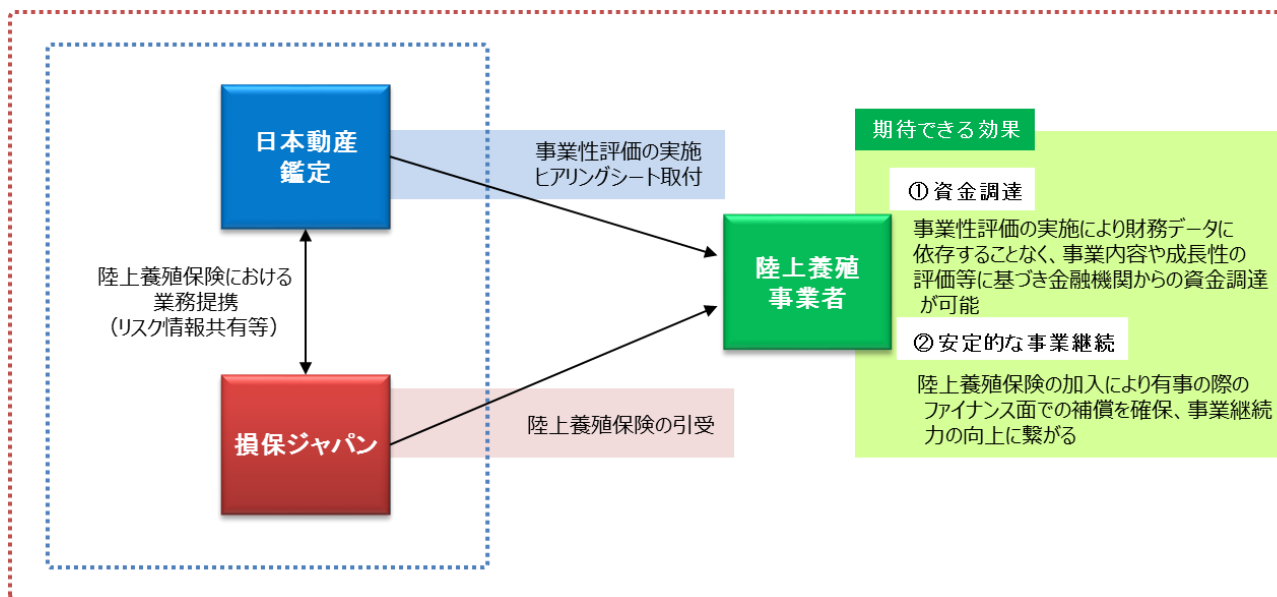 日本動産
鑑定
事業性評価の実施
ヒアリングシート取付
陸上養殖保険における
業務提携
（リスク情報共有等）
損保ジャパン
陸上養殖保険の引受
陸上養殖
事業者
期待できる効果
①資金調達
事業性評価の実施により財務データに
依存することなく、事業内容や成長性の
評価等に基づき金融機関からの資金調達
が可能
②安定的な事業継続
陸上養殖保険の加入により有事の際の
ファイナンス面での補償を確保、事業継続
力の向上に繋がる